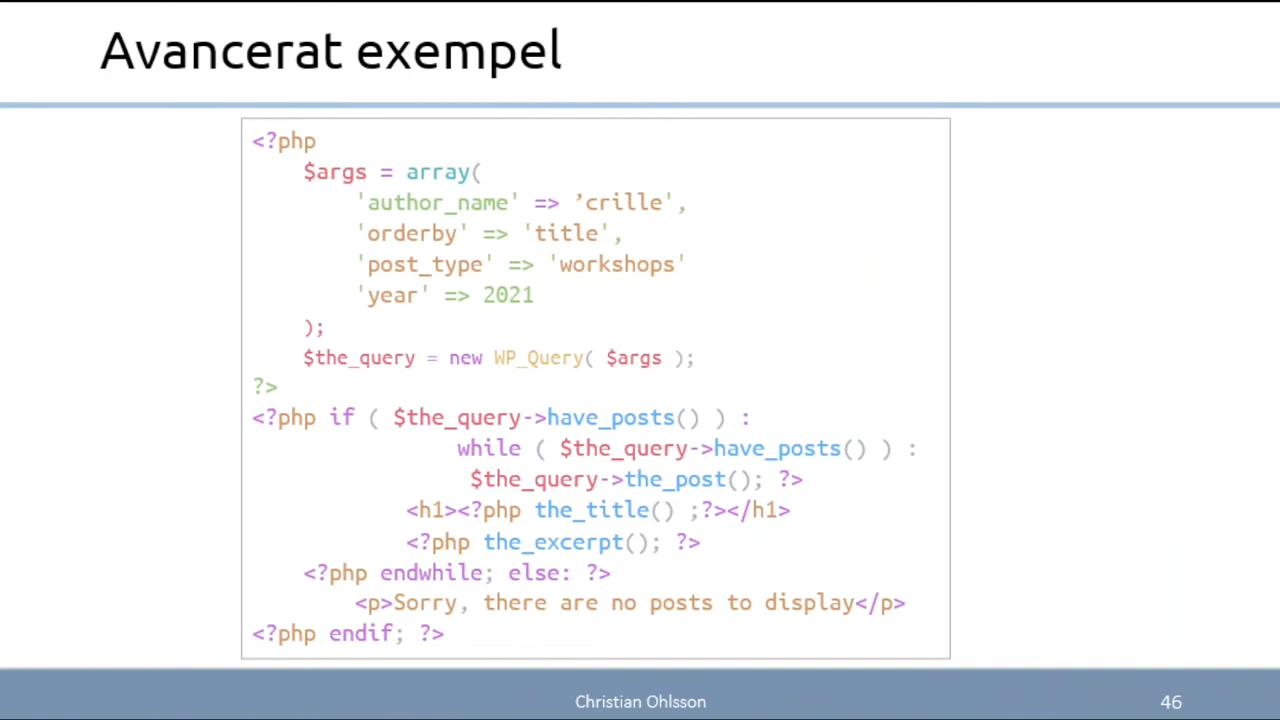 Avancerat exempel
<?php
$args = array(
'author_name' => ’crille',
'orderby' => 'title',
'post_type' => 'workshops'
'year' => 2021
);
$the_query = new WP_Query( $args );
?>
<?php if ( $the_query->have_posts() ) :
while ( $the_query->have_posts() ) :
$the_query->the_post(); ?>
<h1><?php the_title() ;?></h1>
<?php the_excerpt(); ?>
<?php endwhile; else: ?>
<p>Sorry, there are no posts to display</p>
<?php endif; ?>
Christian Ohlsson
46